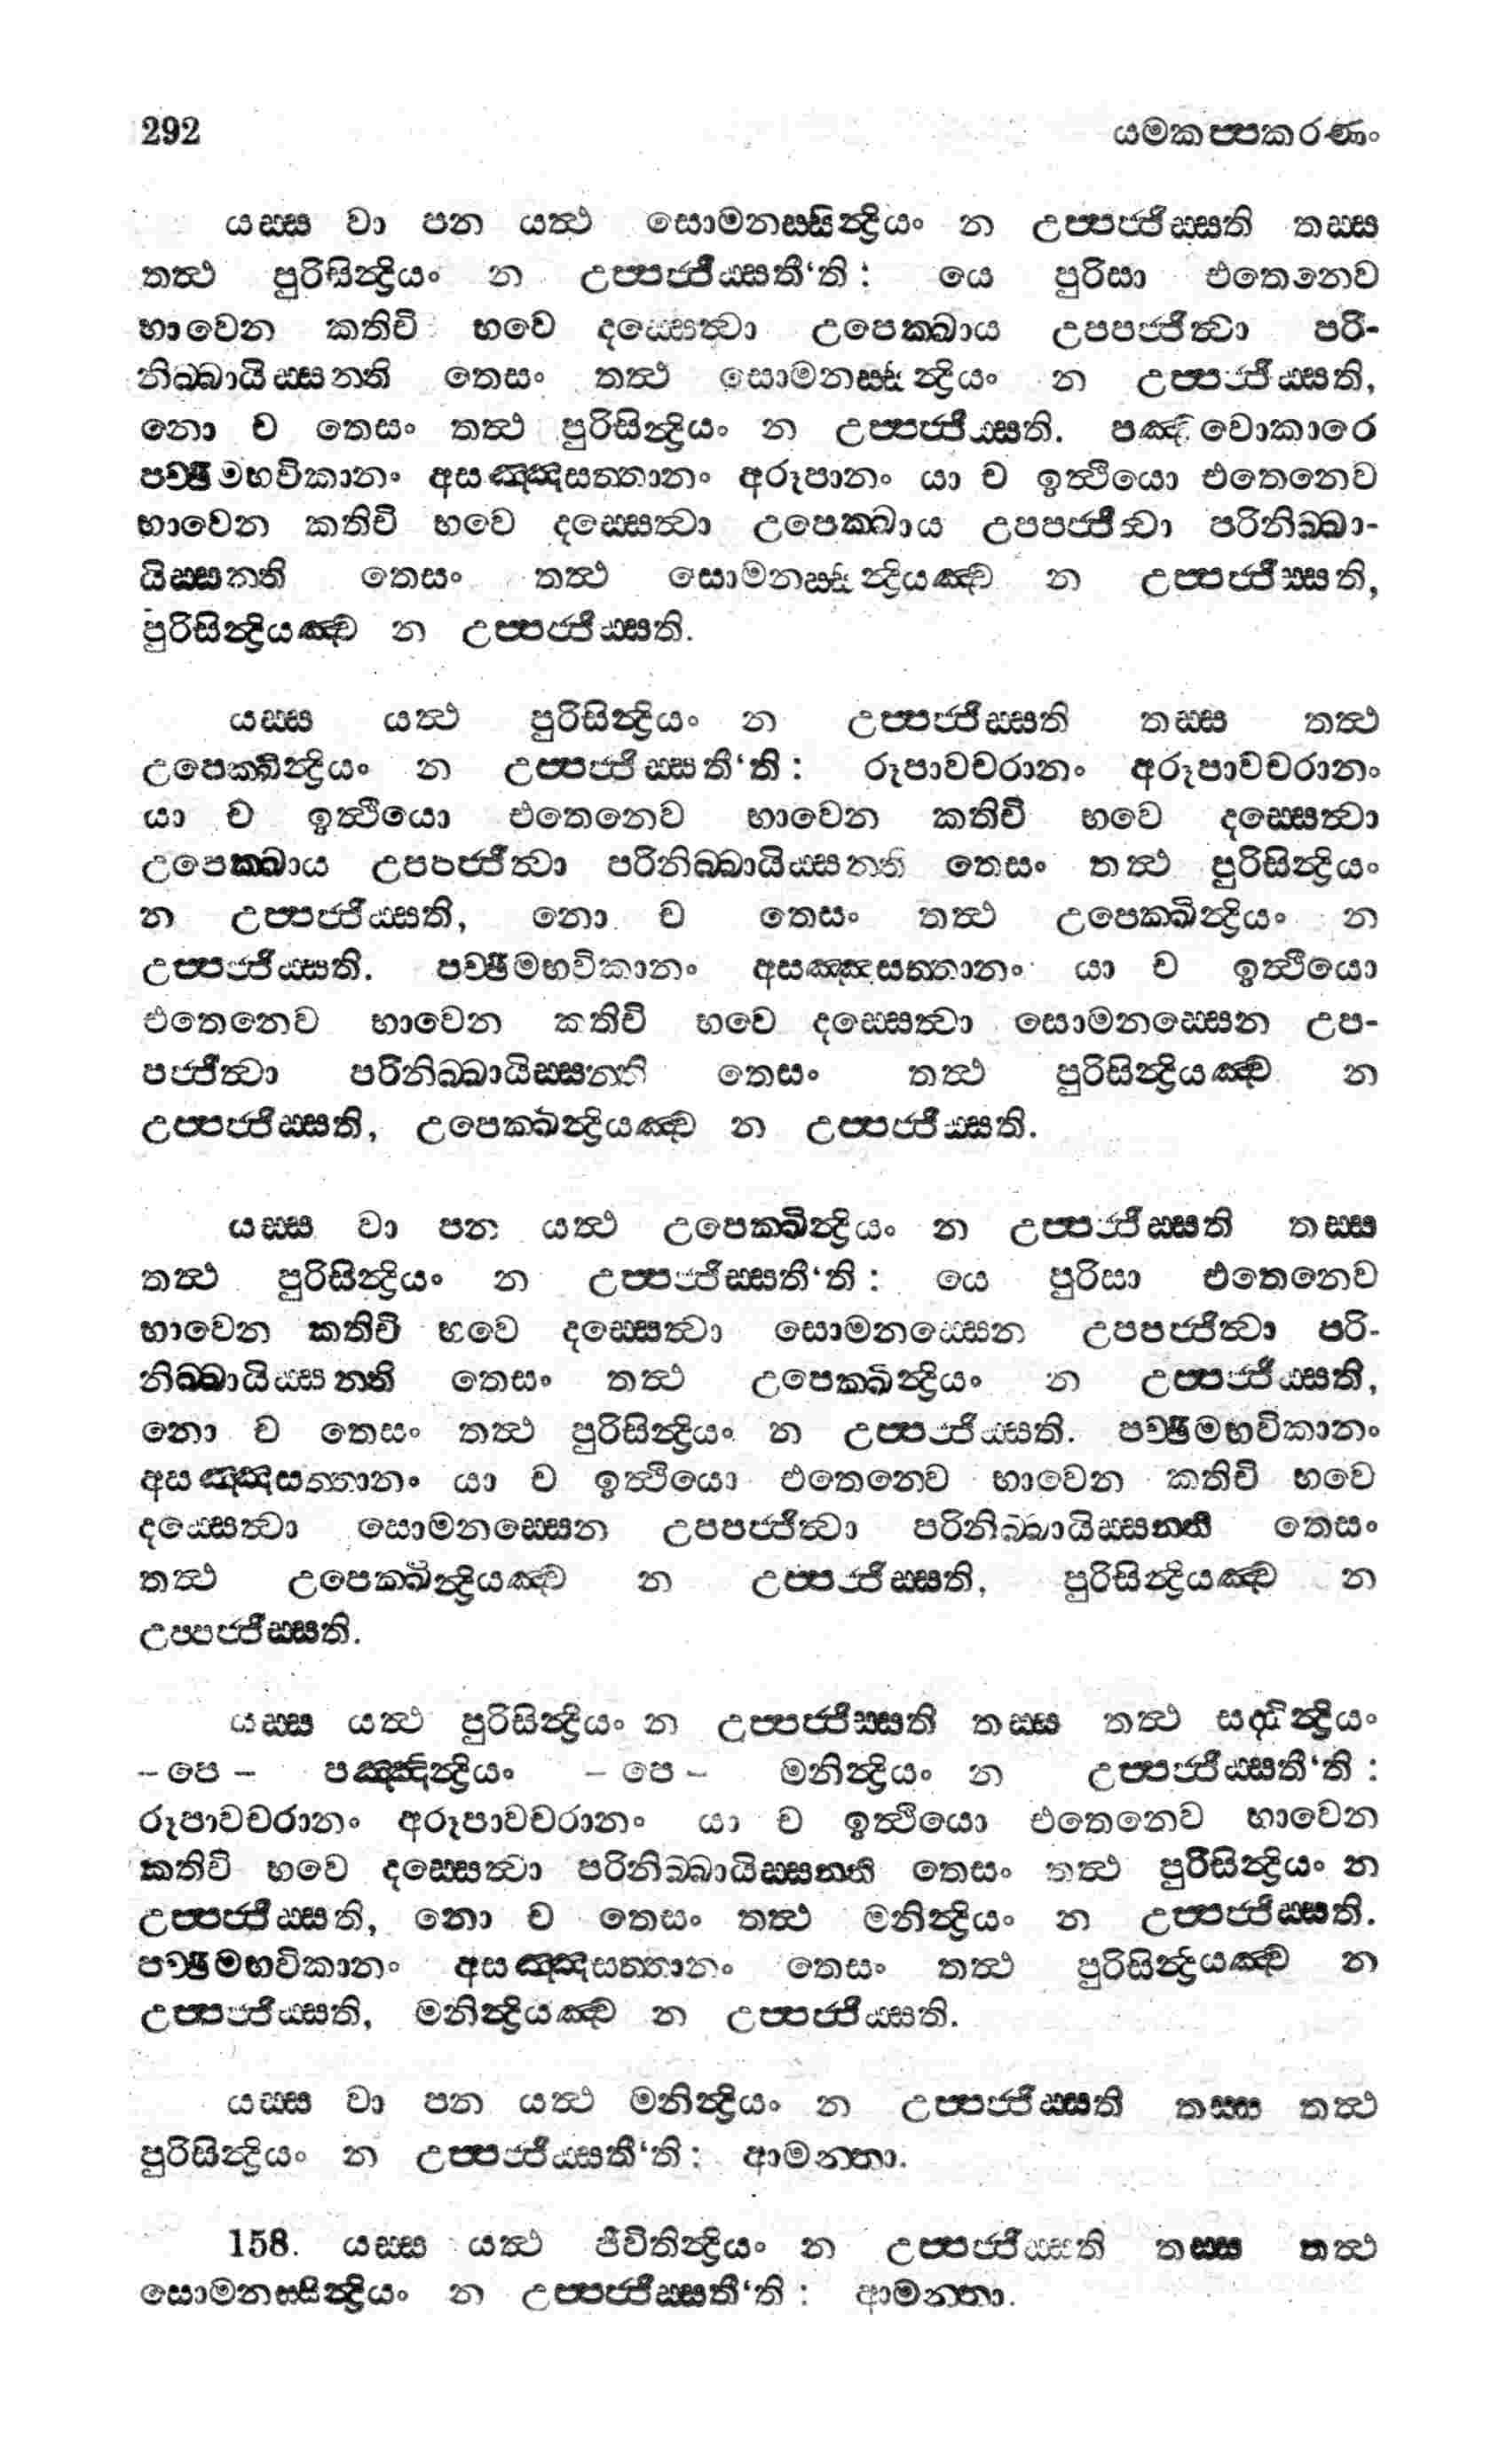 292 යමකප්පකරණං
යස්ස වා පන යත්ථ සොමනස්සින්ද්‍රියං න උප්පජ්ජිස්සති තස්ස
තත්ථ පුරිසින්ද්‍රියං න උප්පජ්ජිස්සතී‘ති: යෙ පුරිසා එතෙනෙව
භාවෙන කතිචි භවෙ දස්සෙත්වා උපෙක්ඛාය උපපජ්ජිත්වා පරි-
නිබ්බායිස්සන්ති තෙසං තත්ථ සොමනස්සින්ද්‍රියං න උප්පජ්ජිස්සති,
නො ච තෙසං තත්ථ පුරිසින්ද්‍රියං න උප්පජ්ජිස්සති. පඤ්චවොකාරෙ
පච්ඡිමභවිකානං අසඤ්ඤසත්තානං අරූපානං යා ච ඉත්ථියො එතෙනෙව
භාවෙන කතිචි භවෙ දස්සෙත්වා උපෙක්ඛාය උපපජ්ජිත්වා පරිනිබ්බා-
යිස්සන්ති තෙසං තත්ථ සොමනස්සින්ද්‍රියඤ්ච න උප්පජ්ජිස්සති,
පුරිසින්ද්‍රියඤ්ච න උප්පජ්ජිස්සති.
යස්ස යත්ථ පුරිසින්ද්‍රියං න උප්පජ්ජිස්සති තස්ස තත්ථ
උපෙක්ඛින්ද්‍රියං න උප්පජ්ජිස්සතී‘ති: රූපාවචරානං අරූපාවචරානං
යා ච ඉත්ථියො එතෙනෙව භාවෙන කතිචි භවෙ දස්සෙත්වා
උපෙක්ඛාය උපපජ්ජිත්වා පරිනිබ්බායිස්සන්ති තෙසං තත්ථ පුරිසින්ද්‍රියං
න උප්පජ්ජිස්සති, නො ච තෙසං තත්ථ උපෙක්ඛින්ද්‍රියං න
උප්පජ්ජිස්සති. පච්ඡිමභවිකානං අසඤ්ඤසත්තානං යා ච ඉත්ථියො
එතෙනෙව භාවෙන කතිචි භවෙ දස්සෙත්වා සොමනස්සෙන උප-
පජ්ජිත්වා පරිනිබ්බායිස්සන්ති තෙසං තත්ථ පුරිසින්ද්‍රියඤ්ච න
උප්පජ්ජිස්සති, උපෙක්ඛින්ද්‍රියඤ්ච න උප්පජ්ජිස්සති.
යස්ස වා පන යත්ථ උපෙක්ඛින්ද්‍රියං න උප්පජ්ජිස්සති තස්ස
තත්ථ පුරිසින්ද්‍රියං න උප්පජ්ජිස්සතී‘ති: යෙ පුරිසා එතෙනෙව
භාවෙන කතිචි භවෙ දස්සෙත්වා සොමනස්සෙන උපපජ්ජිත්වා පරි-
නිබ්බායිස්සන්ති තෙසං තත්ථ උපෙක්ඛින්ද්‍රියං න උප්පජ්ජිස්සති,
නො ච තෙසං තත්ථ පුරිසින්ද්‍රියං න උප්පජ්ජිස්සති. පච්ඡිමභවිකානං
අසඤ්ඤසත්තානං යා ච ඉත්ථියො එතෙනෙව භාවෙන කතිචි භවෙ
දස්සෙත්වා සොමනස්සෙන උපපජ්ජිත්වා පරිනිබ්බායිස්සන්ති තෙසං
තත්ථ උපෙක්ඛින්ද්‍රියඤ්ච න උප්පජ්ජිස්සති, පුරිසින්ද්‍රියඤ්ච න
උප්පජ්ජිස්සති.
යස්ස යත්ථ පුරිසින්ද්‍රියං න උප්පජ්ජිස්සති තස්ස තත්ථ සද්ධින්ද්‍රියං
–පෙ– පඤ්ඤින්ද්‍රියං –පෙ– මනින්ද්‍රියං න උප්පජ්ජිස්සතී‘ති:
රූපාවචරානං අරූපාවචරානං යා ච ඉත්ථියො එතෙනෙව භාවෙන
කතිචි භවෙ දස්සෙත්වා පරිනිබ්බායිස්සන්ති තෙසං තත්ථ පුරිසින්ද්‍රියං න
උප්පජ්ජිස්සති, නො ච තෙසං තත්ථ මනින්ද්‍රියං න උප්පජ්ජිස්සති.
පච්ඡිමභවිකානං අසඤ්ඤසත්තානං තෙසං තත්ථ පුරිසින්ද්‍රියඤ්ච න
උප්පජ්ජිස්සති, මනින්ද්‍රියඤ්ච න උප්පජ්ජිස්සති.
යස්ස වා පන යත්ථ මනින්ද්‍රියං න උප්පජ්ජිස්සති තස්ස තත්ථ
පුරිසින්ද්‍රියං න උප්පජ්ජිස්සතී‘ති: ආමන්තා.
158. යස්ස යත්ථ ජීවිතින්ද්‍රියං න උප්පජ්ජිස්සති තස්ස තත්ථ
සොමනස්සින්ද්‍රියං න උප්පජ්ජිස්සතී‘ති: ආමන්තා.